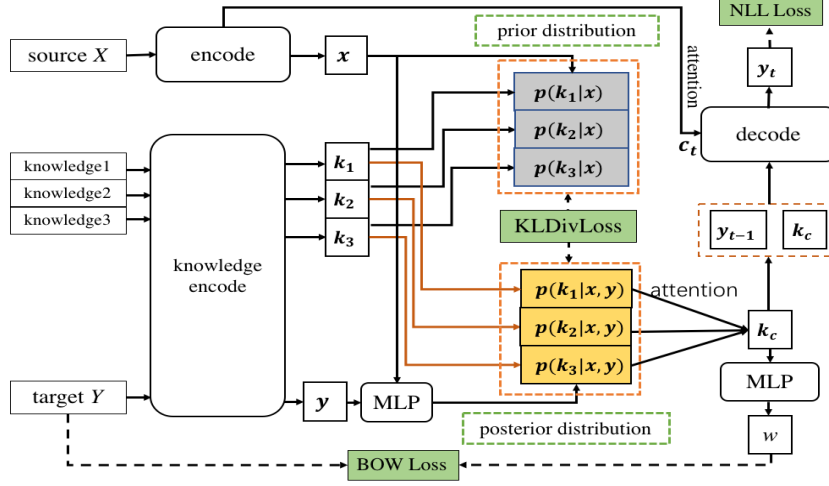 NLL Loss
source X
encode
x
prior distribution
attention
y_t
p(k_1|x)
p(k_2|x)
p(k_3|x)
c_t
decode
knowledge1
knowledge2
knowledge3
k_1
k_2
k_3
knowledge
encode
KLDivLoss
y_{t-1}
k_c
p(k_1|x, y)
p(k_2|x, y)
p(k_3|x, y)
attention
k_c
target Y
y
MLP
MLP
posterior distribution
w
BOW Loss